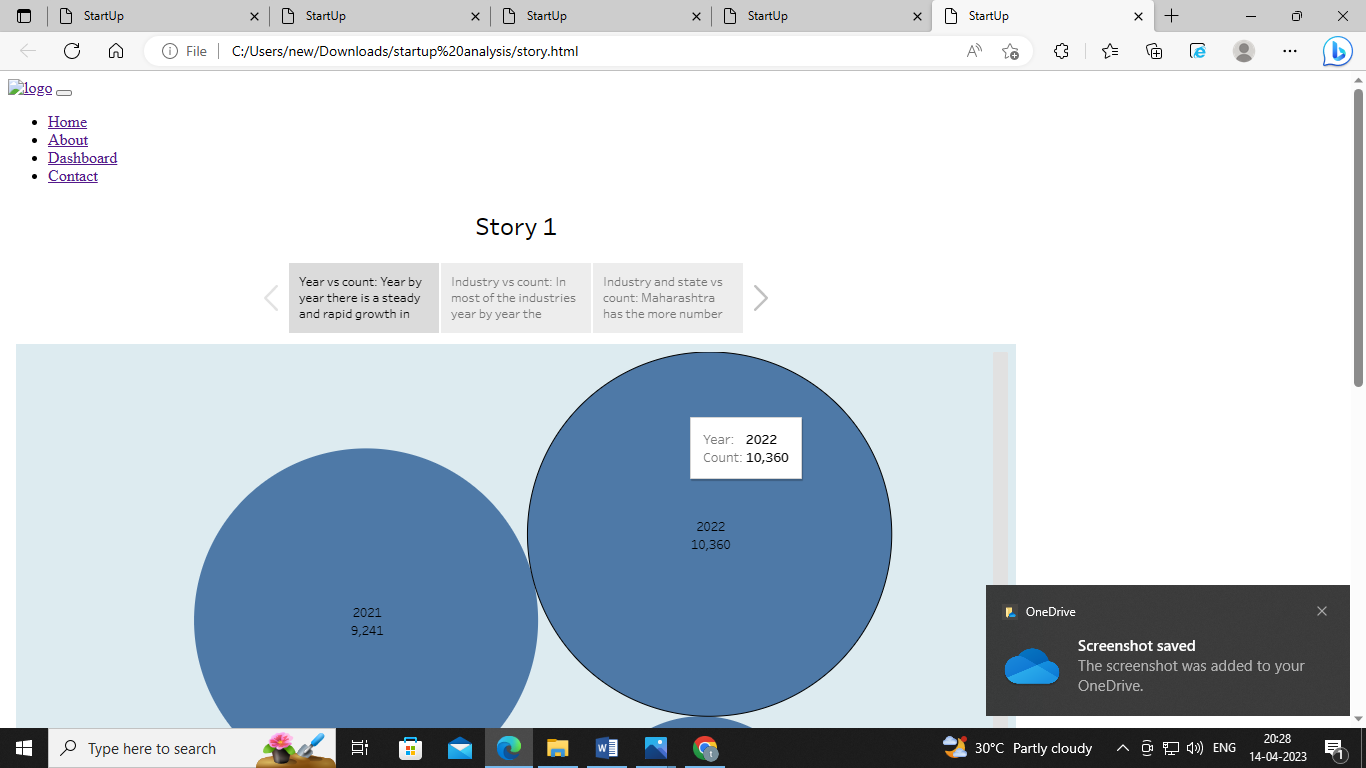 StartUp
StartUp
StartUp
StartUp
StartUp
File
C:/Users/new/Downloads/startup%20analysis/story.html
logo
Home
About
Dashboard
Contact
Story 1
Year vs count: Year by
year there is a steady
and rapid growth in
Industry vs count: In
most of the industries
year by year the
Industry and state vs
count: Maharashtra
has the more number
Year: 2022
Count: 10,360
2022
10,360
2021
9,241
OneDrive
Screenshot saved
The screenshot was added to your
OneDrive.
Type here to search
30°C Partly cloudy
ENG
20:28
14-04-2023
1